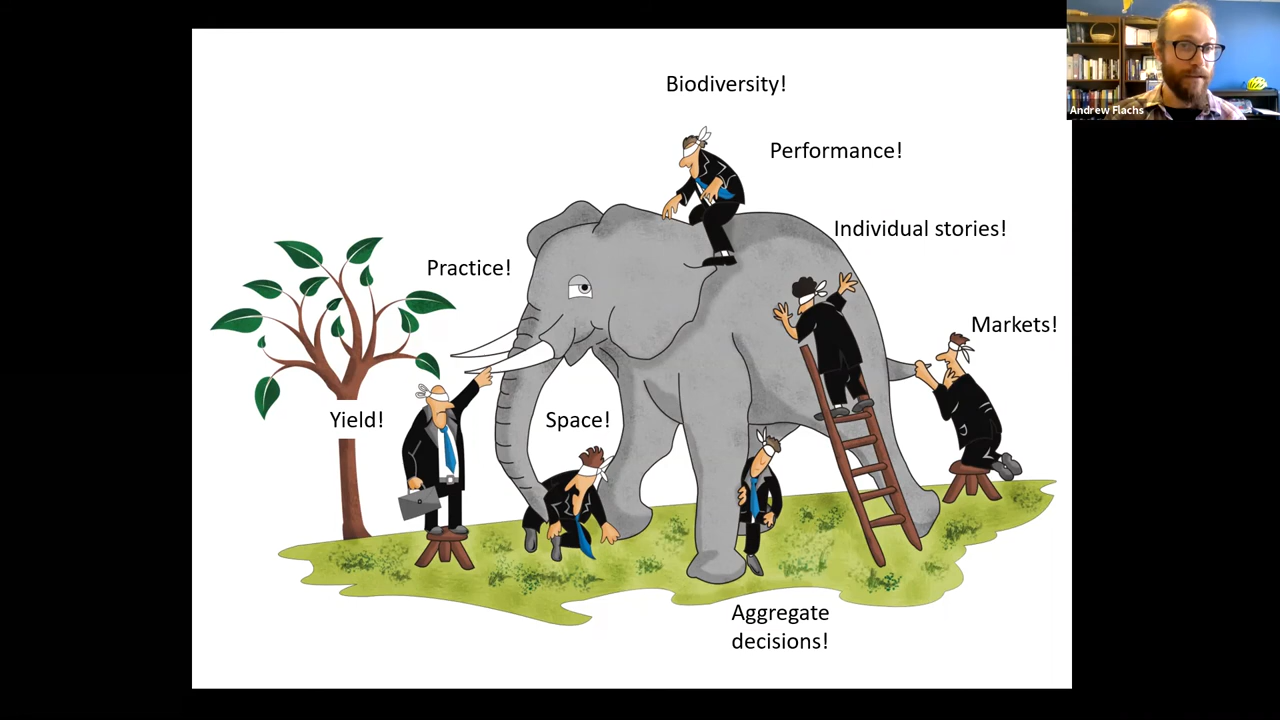 Biodiversity!
Andrew Flachs
Performance!
Individual stories!
Practice!
Markets!
Yield!
Space!
Aggregate
decisions!